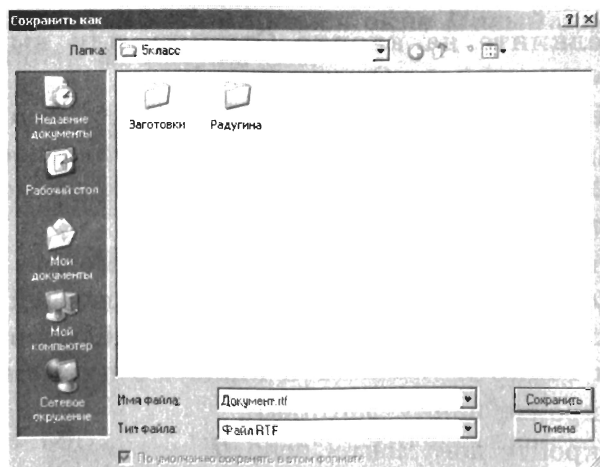 Сохранить как
Папка: 5класс
Недавние
документы
Рабочий стол
Мои
документы
Мой
компьютер
Сетевое
окружение
Заготовки
Радугина
Имя файла: Документ.rtf
Сохранить
Тип файла: Файл RTF
Отмена
По умолчанию сохранять в этом формате